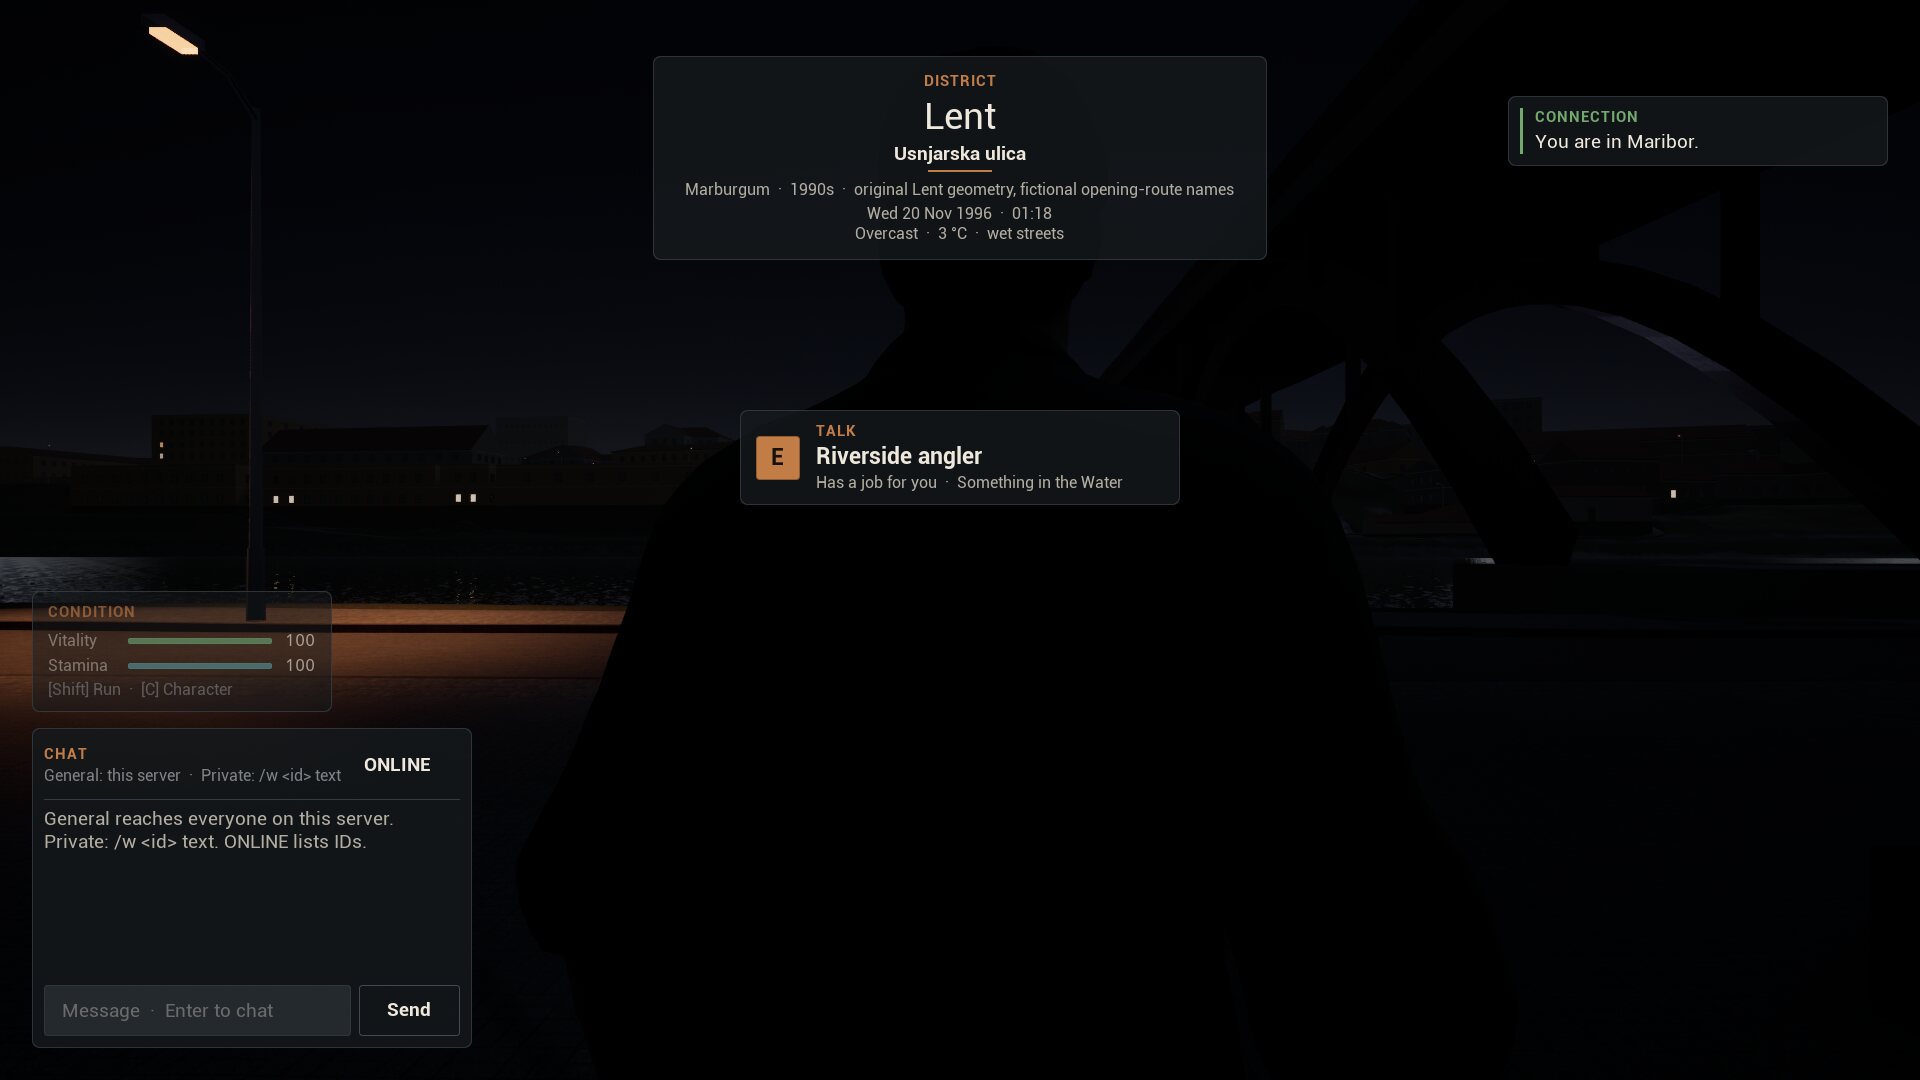 DISTRICT
Lent
Usnjarska ulica
Marburgum · 1990s · original Lent geometry, fictional opening-route names
Wed 20 Nov 1996 · 01:18
Overcast · 3 °C · wet streets
CONNECTION
You are in Maribor.
E
TALK
Riverside angler
Has a job for you · Something in the Water
CONDITION
Vitality 100
Stamina 100
[Shift] Run · [C] Character
CHAT
General: this server · Private: /w <id> text
ONLINE
General reaches everyone on this server.
Private: /w <id> text. ONLINE lists IDs.
Message · Enter to chat
Send